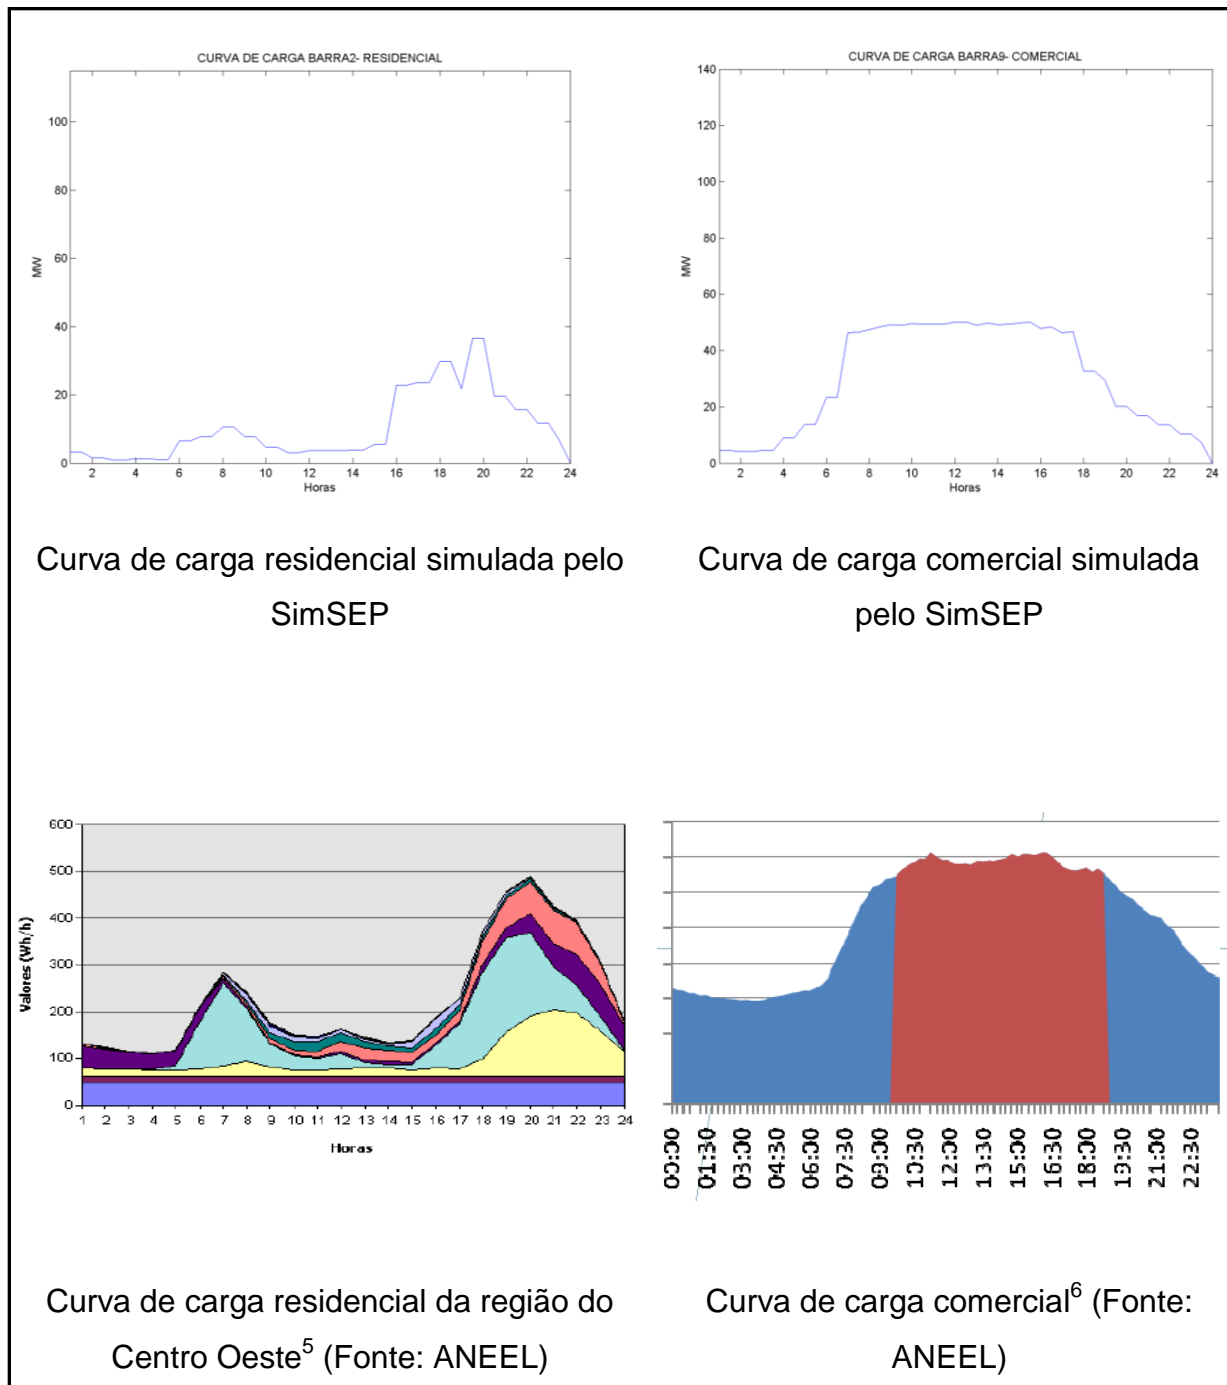 CURVA DE CARGA BARRA2- RESIDENCIAL
100
80
60
40
20
0
MW
2 4 6 8 10 12 14 16 18 20 22 24
Horas
CURVA DE CARGA BARRA9- COMERCIAL
140
120
100
80
60
40
20
0
MW
2 4 6 8 10 12 14 16 18 20 22 24
Horas
Curva de carga residencial simulada pelo
SimSEP
Curva de carga comercial simulada
pelo SimSEP
600
500
400
300
200
100
0
Valores (Wh/h)
1 2 3 4 5 6 7 8 9 10 11 12 13 14 15 16 17 18 19 20 21 22 23 24
Horas
00:00 01:30 03:00 04:30 06:00 07:30 09:00 10:30 12:00 13:30 15:00 16:30 18:00 19:30 21:00 22:30
Curva de carga residencial da região do
Centro Oeste⁵ (Fonte: ANEEL)
Curva de carga comercial⁶ (Fonte:
ANEEL)